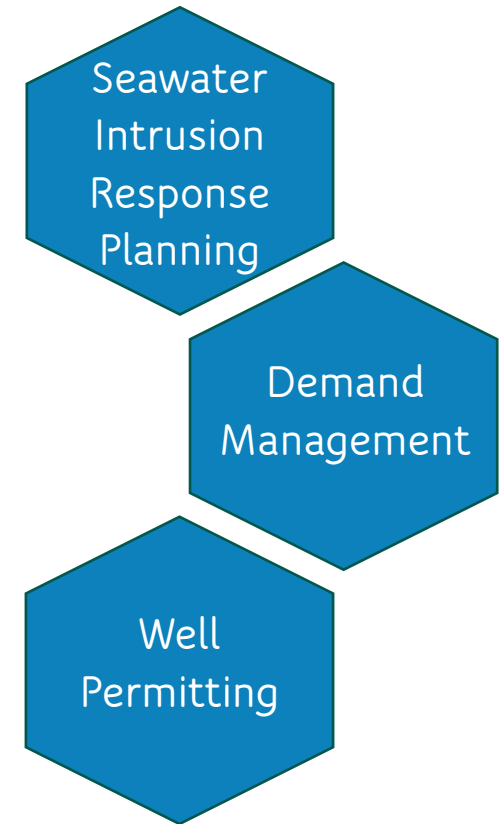 Seawater
Intrusion
Response
Planning
Demand
Management
Well
Permitting